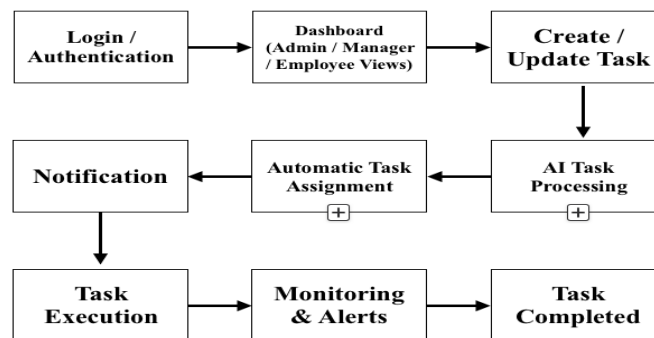 Login /
Authentication
Dashboard
(Admin / Manager
/ Employee Views)
Create /
Update Task
Notification
Automatic Task
Assignment
AI Task
Processing
Task
Execution
Monitoring
& Alerts
Task
Completed